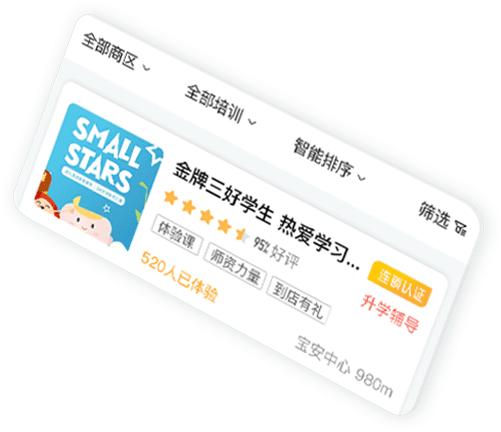 全部商区
全部培训
智能排序
筛选
SMALL
STARS
金牌三好学生 热爱学习...
95%好评
连锁认证
体验课
师资力量
到店有礼
升学辅导
520人已体验
宝安中心 980m